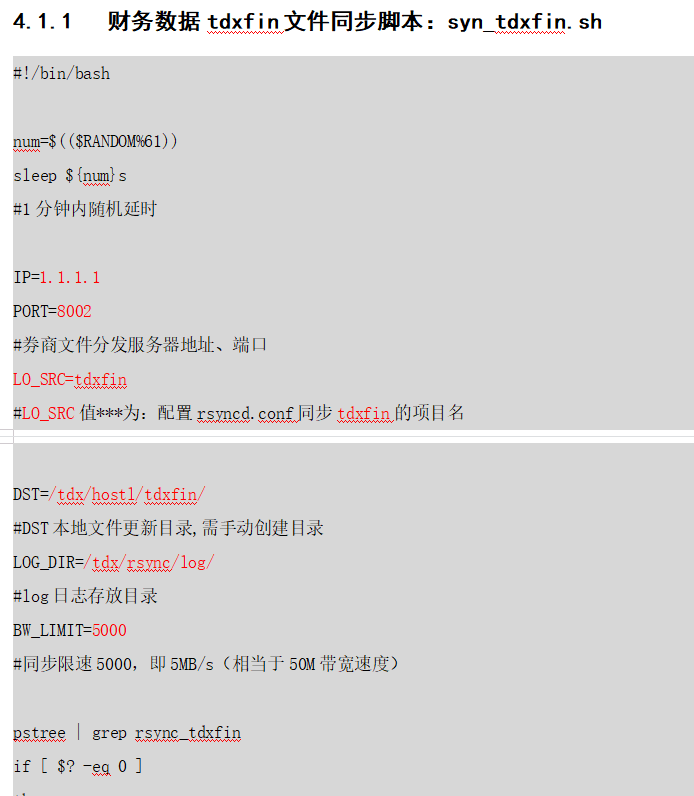 4.1.1 财务数据 tdxfin 文件同步脚本：syn_tdxfin.sh
#!/bin/bash
num=$(($RANDOM%61))
sleep ${num}s
#1 分钟内随机延时
IP=1.1.1.1
PORT=8002
#券商文件分发服务器地址、端口
LO_SRC=tdxfin
#LO_SRC 值***为：配置 rsyncd.conf 同步 tdxfin 的项目名
DST=/tdx/host1/tdxfin/
#DST 本地文件更新目录,需手动创建目录
LOG_DIR=/tdx/rsync/log/
#log 日志存放目录
BW_LIMIT=5000
#同步限速 5000，即 5MB/s（相当于 50M 带宽速度）
pstree | grep rsync_tdxfin
if [ $? -eq 0 ]